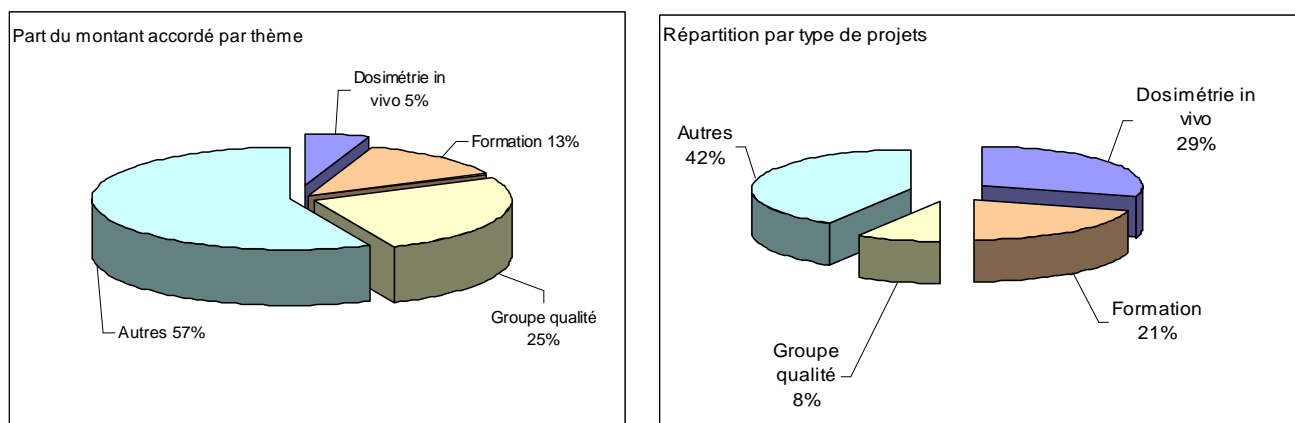 Part du montant accordé par thème
Dosimétrie in
vivo 5%
Formation 13%
Groupe qualité
25%
Autres 57%
Répartition par type de projets
Dosimétrie in
vivo
29%
Formation
21%
Groupe
qualité
8%
Autres
42%